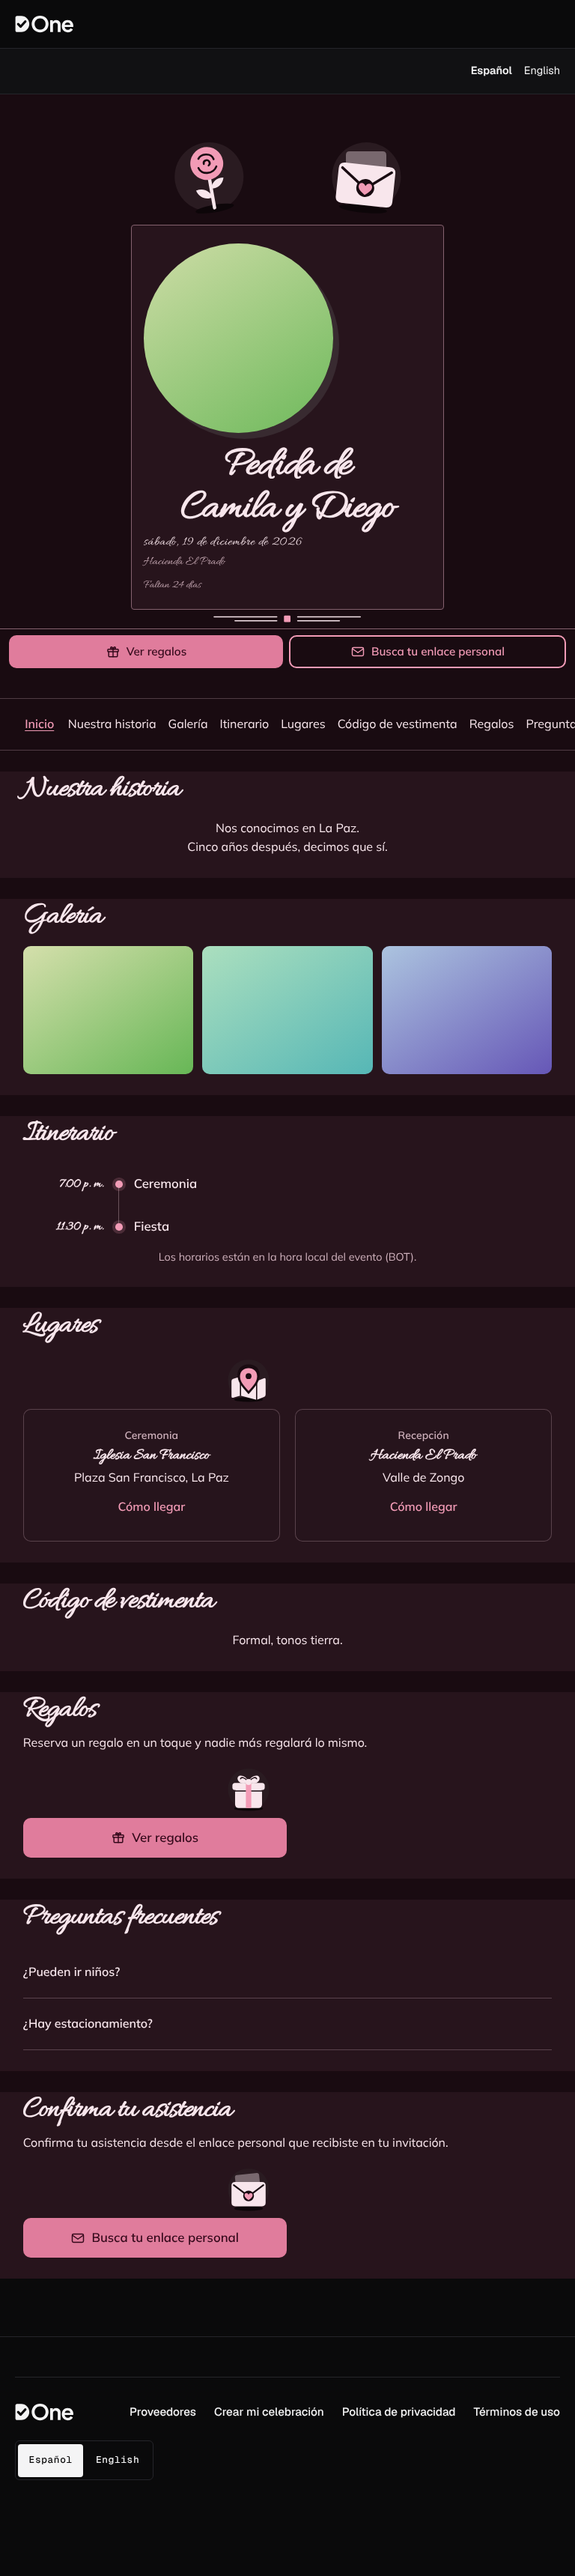 DOne
Español English
Pedida de
Camila y Diego
sábado, 19 de diciembre de 2026
Hacienda El Prado
Faltan 24 días
Ver regalos
Busca tu enlace personal
Inicio Nuestra historia Galería Itinerario Lugares Código de vestimenta Regalos Pregunta
Nuestra historia
Nos conocimos en La Paz.
Cinco años después, decimos que sí.
Galería
Itinerario
7:00 p. m. Ceremonia
11:30 p. m. Fiesta
Los horarios están en la hora local del evento (BOT).
Lugares
Ceremonia
Iglesia San Francisco
Plaza San Francisco, La Paz
Cómo llegar
Recepción
Hacienda El Prado
Valle de Zongo
Cómo llegar
Código de vestimenta
Formal, tonos tierra.
Regalos
Reserva un regalo en un toque y nadie más regalará lo mismo.
Ver regalos
Preguntas frecuentes
¿Pueden ir niños?
¿Hay estacionamiento?
Confirma tu asistencia
Confirma tu asistencia desde el enlace personal que recibiste en tu invitación.
Busca tu enlace personal
DOne
Proveedores Crear mi celebración Política de privacidad Términos de uso
Español English